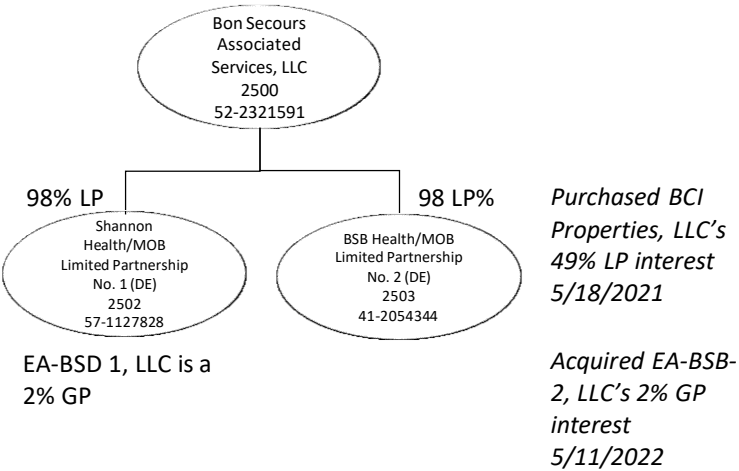 Bon Secours
Associated
Services, LLC
2500
52-2321591
98% LP
98 LP%
Shannon
Health/MOB
Limited Partnership
No. 1 (DE)
2502
57-1127828
BSB Health/MOB
Limited Partnership
No. 2 (DE)
2503
41-2054344
EA-BSD 1, LLC is a
2% GP
Purchased BCI
Properties, LLC’s
49% LP interest
5/18/2021
Acquired EA-BSB-
2, LLC’s 2% GP
interest
5/11/2022